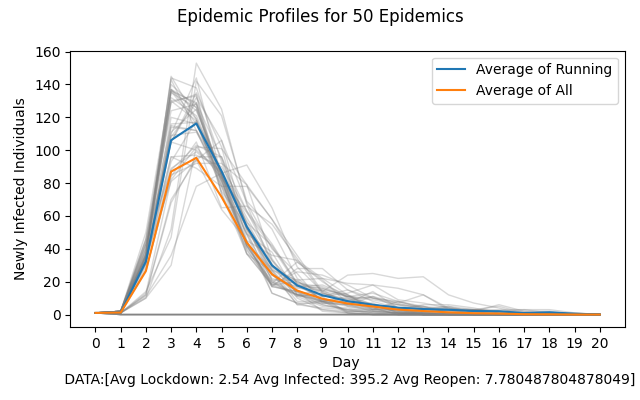 Epidemic Profiles for 50 Epidemics
160
140
120
100
80
60
40
20
0
Newly Infected Individuals
Average of Running
Average of All
0 1 2 3 4 5 6 7 8 9 10 11 12 13 14 15 16 17 18 19 20
Day
DATA:[Avg Lockdown: 2.54 Avg Infected: 395.2 Avg Reopen: 7.780487804878049]